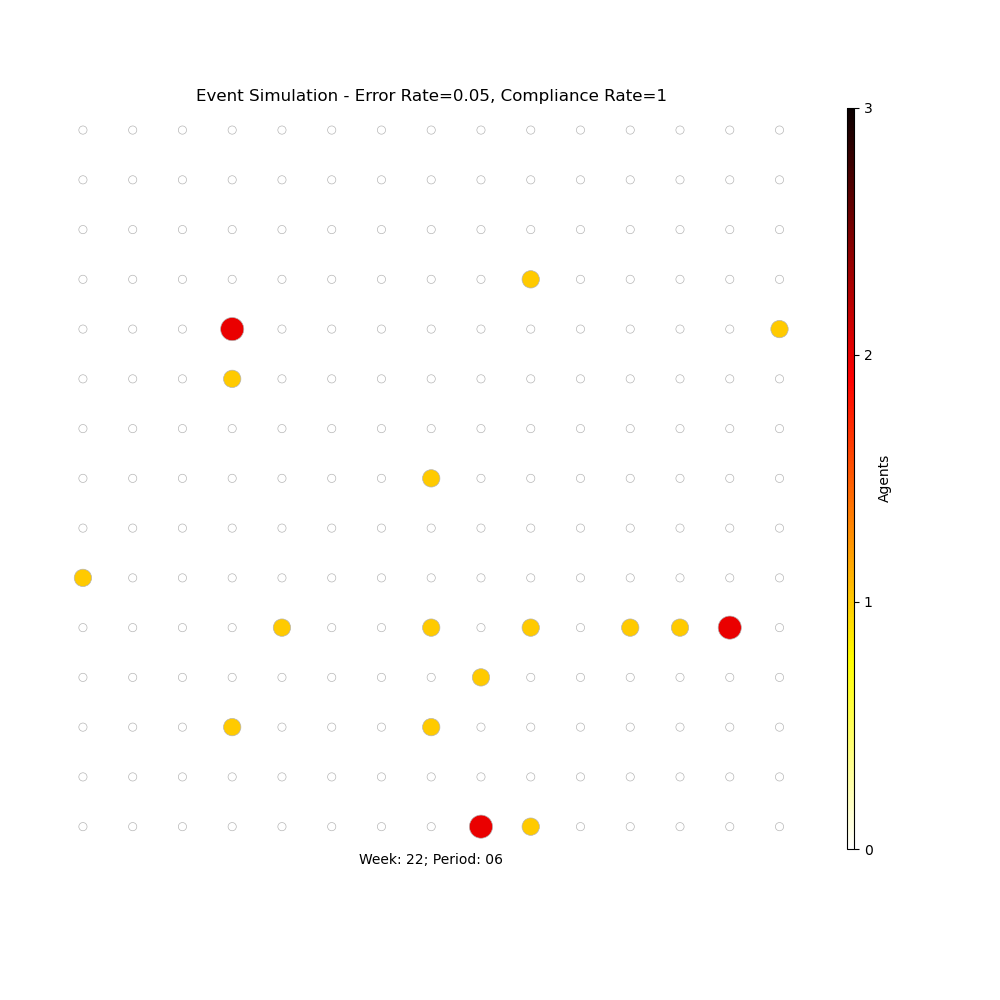 Event Simulation - Error Rate=0.05, Compliance Rate=1
3
2
Agents
1
0
Week: 22; Period: 06